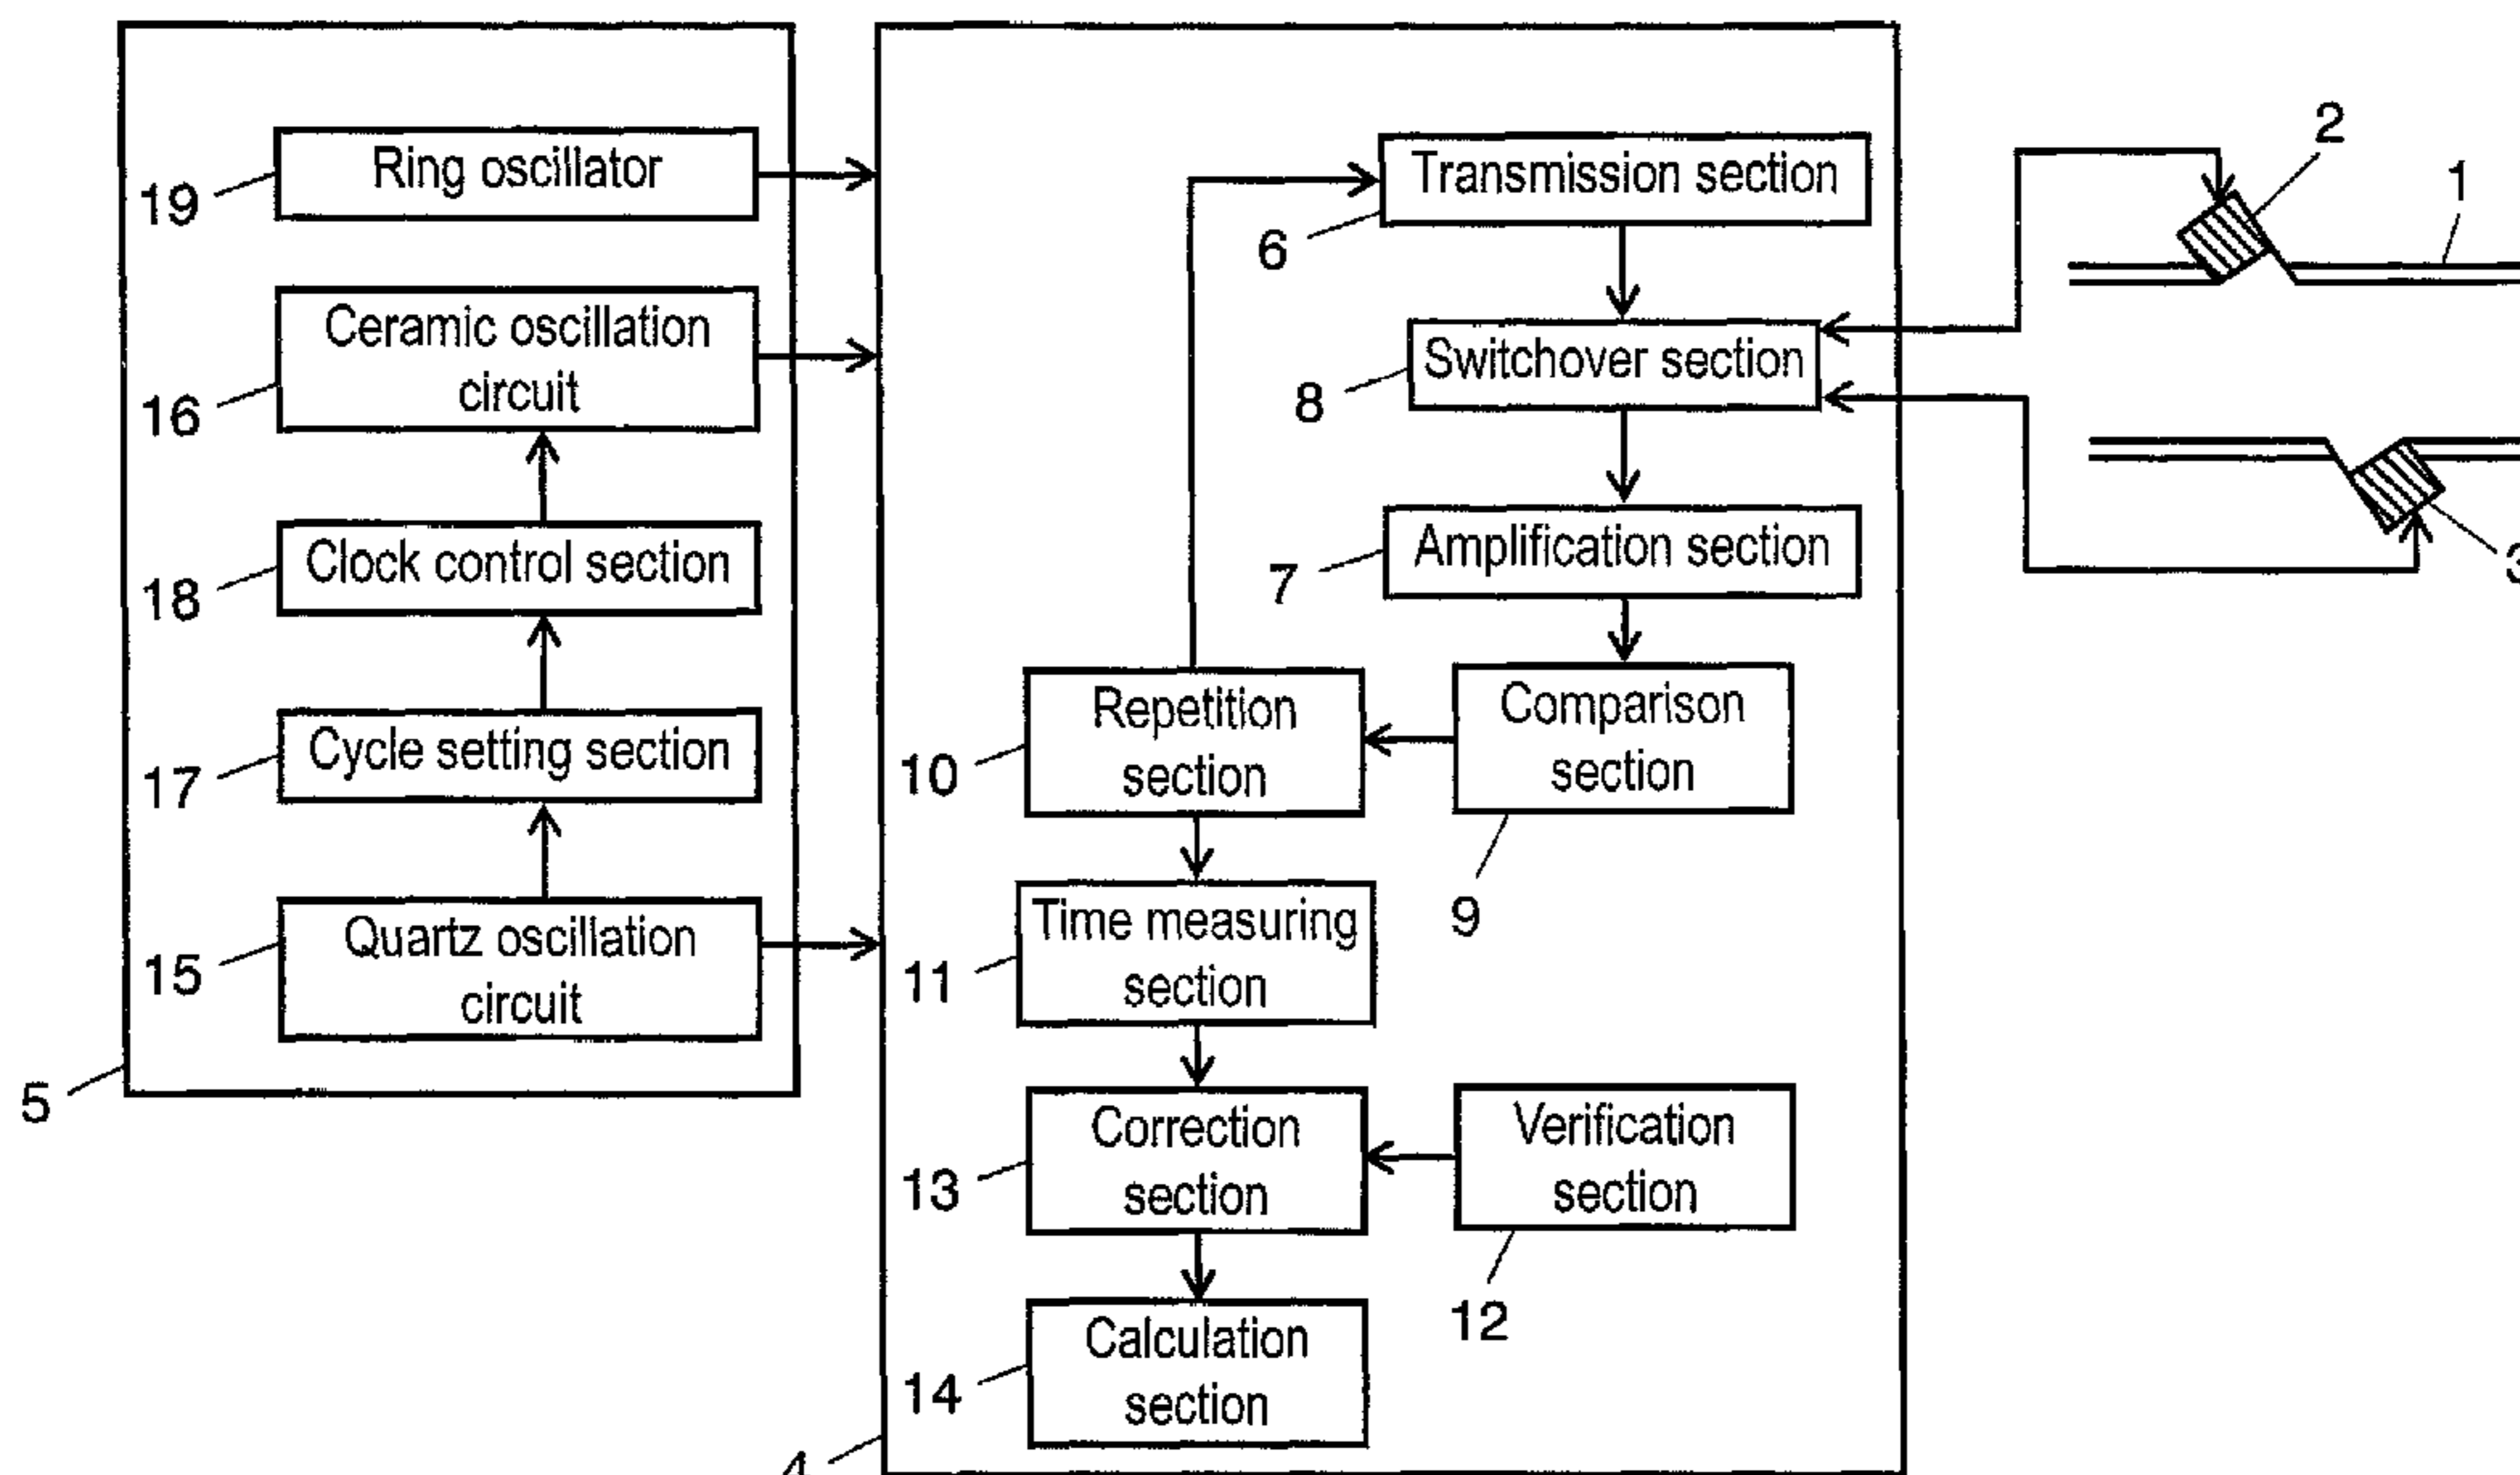 Ring oscillator
19
Ceramic oscillation
circuit
16
Clock control section
18
Cycle setting section
17
Quartz oscillation
circuit
15
5
Transmission section
6
Switchover section
8
Amplification section
7
Comparison
section
9
Repetition
section
10
Time measuring
section
11
Correction
section
13
Verification
section
12
Calculation
section
14
4
2
1
3